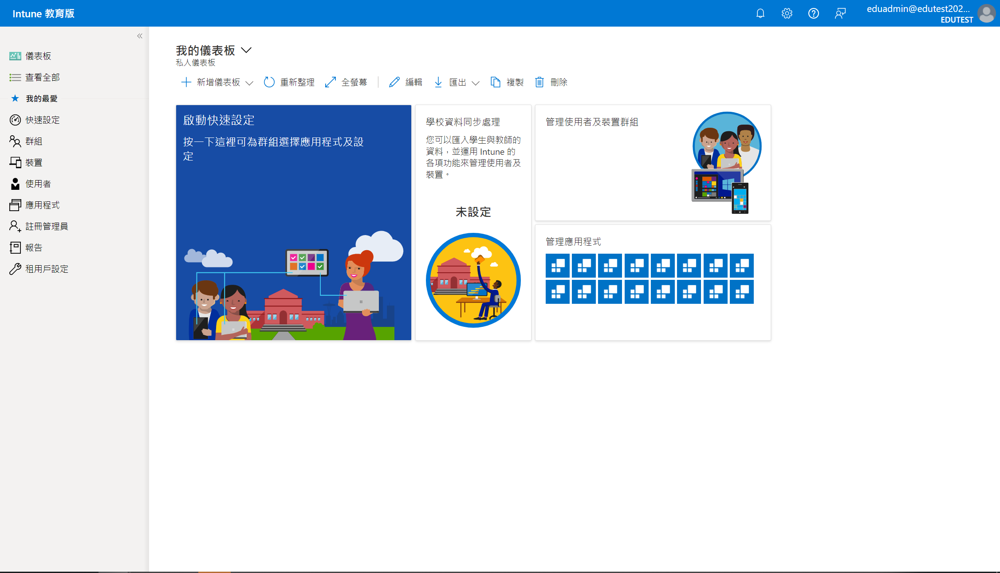 Intune 教育版
eduadmin@edutest202...
EDUTEST
儀表板
查看全部
我的最愛
快速設定
群組
裝置
使用者
應用程式
註冊管理員
報告
租用戶設定
我的儀表板
私人儀表板
新增儀表板
重新整理
全螢幕
編輯
匯出
複製
刪除
啟動快速設定
按一下這裡可為群組選擇應用程式及設
定
學校資料同步處理
您可以匯入學生與教師的
資料，並運用 Intune 的
各項功能來管理使用者及
裝置。
未設定
管理使用者及裝置群組
管理應用程式